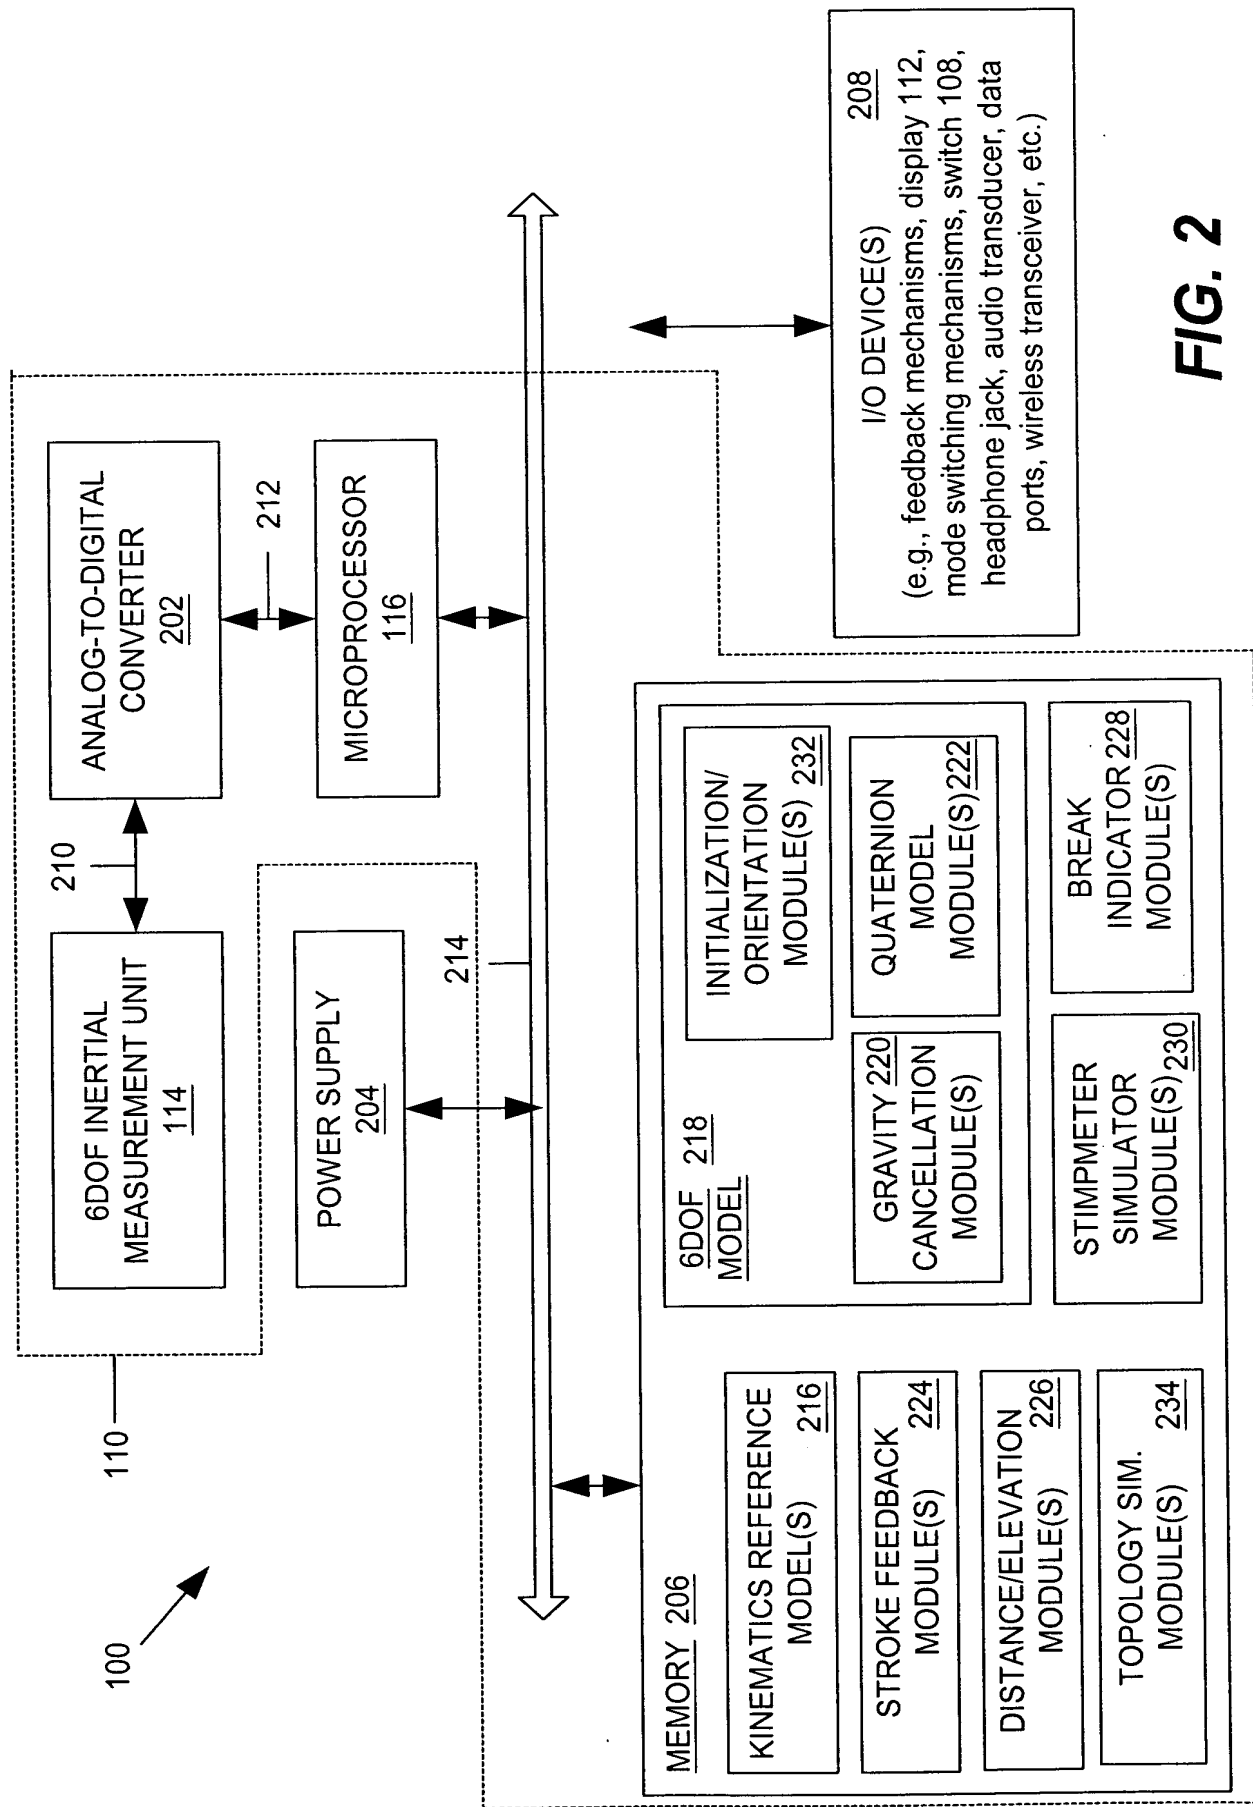 100
110
6DOF INERTIAL
MEASUREMENT UNIT
114
210
ANALOG-TO-DIGITAL
CONVERTER
202
212
POWER SUPPLY
204
MICROPROCESSOR
116
214
MEMORY 206
KINEMATICS REFERENCE
MODEL(S) 216
STROKE FEEDBACK
MODULE(S) 224
DISTANCE/ELEVATION
MODULE(S) 226
TOPOLOGY SIM.
MODULE(S) 234
6DOF 218
MODEL
INITIALIZATION/
ORIENTATION
MODULE(S) 232
GRAVITY 220
CANCELLATION
MODULE(S)
QUATERNION
MODEL
MODULE(S) 222
STIMPMETER
SIMULATOR
MODULE(S) 230
BREAK
INDICATOR 228
MODULE(S)
I/O DEVICE(S) 208
(e.g., feedback mechanisms, display 112,
mode switching mechanisms, switch 108,
headphone jack, audio transducer, data
ports, wireless transceiver, etc.)
FIG. 2